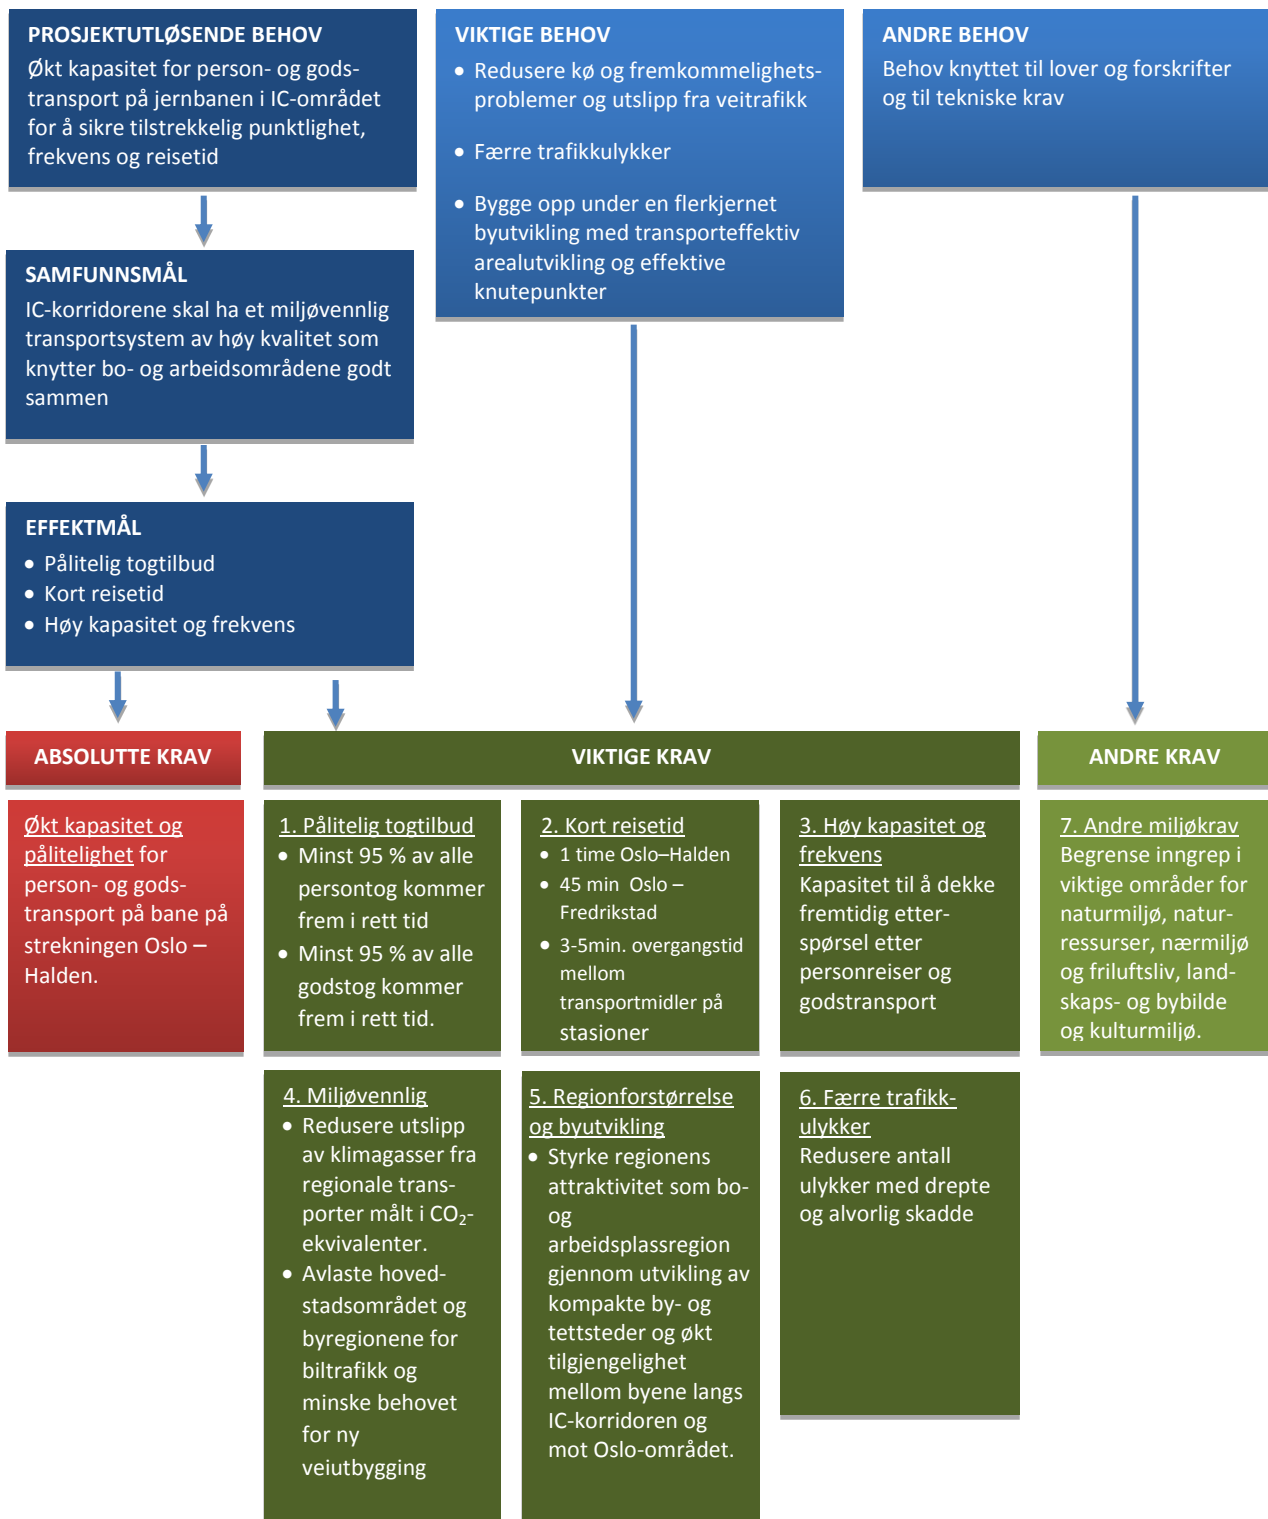 PROSJEKTUTLØSENDE BEHOV
Økt kapasitet for person- og gods-
transport på jernbanen i IC-området
for å sikre tilstrekkelig punktlighet,
frekvens og reisetid
VIKTIGE BEHOV
• Redusere kø og fremkommelighets-
problemer og utslipp fra veitrafikk
• Færre trafikkulykker
• Bygge opp under en flerkjernet
byutvikling med transporteffektiv
arealutvikling og effektive
knutepunkter
ANDRE BEHOV
Behov knyttet til lover og forskrifter
og til tekniske krav
SAMFUNNSMÅL
IC-korridorene skal ha et miljøvennlig
transportsystem av høy kvalitet som
knytter bo- og arbeidsområdene godt
sammen
EFFEKTMÅL
• Pålitelig togtilbud
• Kort reisetid
• Høy kapasitet og frekvens
ABSOLUTTE KRAV
VIKTIGE KRAV
ANDRE KRAV
Økt kapasitet og
pålitelighet for
person- og gods-
transport på bane på
strekningen Oslo –
Halden.
1. Pålitelig togtilbud
• Minst 95 % av alle
persontog kommer
frem i rett tid
• Minst 95 % av alle
godstog kommer
frem i rett tid.
2. Kort reisetid
• 1 time Oslo–Halden
• 45 min Oslo –
Fredrikstad
• 3-5min. overgangstid
mellom
transportmidler på
stasjoner
3. Høy kapasitet og
frekvens
Kapasitet til å dekke
fremtidig etter-
spørsel etter
personreiser og
godstransport
7. Andre miljøkrav
Begrense inngrep i
viktige områder for
naturmiljø, natur-
ressurser, nærmiljø
og friluftsliv, land-
skaps- og bybilde
og kulturmiljø.
4. Miljøvennlig
• Redusere utslipp
av klimagasser fra
regionale trans-
porter målt i CO₂-
ekvivalenter.
• Avlaste hoved-
stadsområdet og
byregionene for
biltrafikk og
minske behovet
for ny
veiutbygging
5. Regionforstørrelse
og byutvikling
• Styrke regionens
attraktivitet som bo-
og
arbeidsplassregion
gjennom utvikling av
kompakte by- og
tettsteder og økt
tilgjengelighet
mellom byene langs
IC-korridoren og
mot Oslo-området.
6. Færre trafikk-
ulykker
Redusere antall
ulykker med drepte
og alvorlig skadde